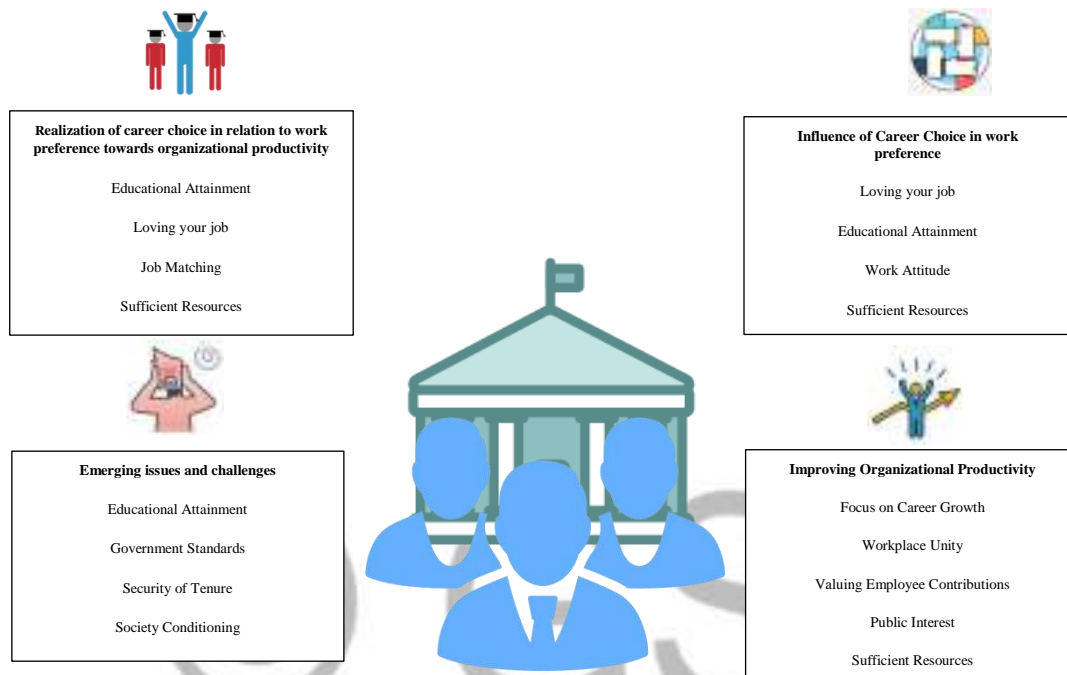 Realization of career choice in relation to work
preference towards organizational productivity
Educational Attainment
Loving your job
Job Matching
Sufficient Resources
Influence of Career Choice in work
preference
Loving your job
Educational Attainment
Work Attitude
Sufficient Resources
Emerging issues and challenges
Educational Attainment
Government Standards
Security of Tenure
Society Conditioning
Improving Organizational Productivity
Focus on Career Growth
Workplace Unity
Valuing Employee Contributions
Public Interest
Sufficient Resources